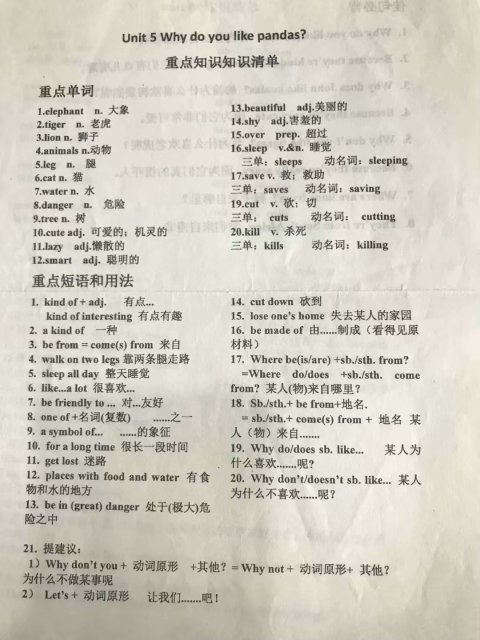 Unit 5 Why do you like pandas?
重点知识知识清单
重点单词
1.elephant n. 大象
2.tiger n. 老虎
3.lion n. 狮子
4.animals n.动物
5.leg n. 腿
6.cat n. 猫
7.water n. 水
8.danger n. 危险
9.tree n. 树
10.cute adj. 可爱的；机灵的
11.lazy adj.懒散的
12.smart adj. 聪明的
13.beautiful adj.美丽的
14.shy adj.害羞的
15.over prep. 超过
16.sleep v.&n. 睡觉
三单：sleeps 动名词：sleeping
17.save v. 救；救助
三单：saves 动名词：saving
19.cut v. 砍；切
三单： cuts 动名词： cutting
20.kill v. 杀死
三单：kills 动名词：killing
重点短语和用法
1. kind of + adj. 有点…
kind of interesting 有点有趣
2. a kind of 一种
3. be from = come(s) from 来自
4. walk on two legs 靠两条腿走路
5. sleep all day 整天睡觉
6. like...a lot 很喜欢...
7. be friendly to ... 对...友好
8. one of +名词(复数) ......之一
9. a symbol of... ......的象征
10. for a long time 很长一段时间
11. get lost 迷路
12. places with food and water 有食
物和水的地方
13. be in (great) danger 处于(极大)危
险之中
14. cut down 砍到
15. lose one's home 失去某人的家园
16. be made of 由......制成（看得见原
材料）
17. Where be(is/are) +sb./sth. from?
=Where do/does +sb./sth. come
from? 某人(物)来自哪里？
18. Sb./sth.+ be from+地名.
= sb./sth.+ come(s) from + 地名 某
人（物）来自.......
19. Why do/does sb. like... 某人为
什么喜欢.......呢?
20. Why don't/doesn't sb. like... 某人
为什么不喜欢......呢?
21. 提建议：
1）Why don't you + 动词原形 +其他？= Why not + 动词原形+ 其他?
为什么不做某事呢
2） Let's + 动词原形 让我们.......吧！